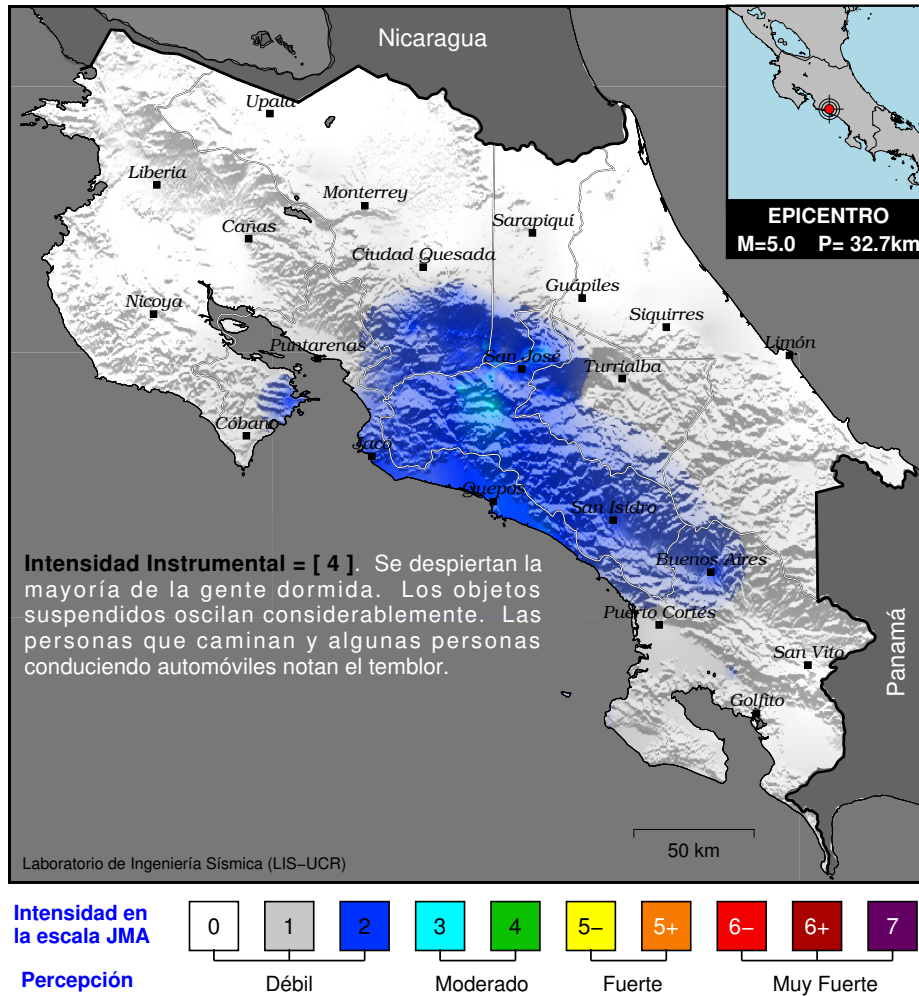 Nicaragua
EPICENTRO
M=5.0 P= 32.7km
Upala
Liberia
Monterrey
Cañas
Sarapiquí
Ciudad Quesada
Guápiles
Nicoya
Siquirres
Puntarenas
San José
Limón
Turrialba
Cóbano
Jacó
Quepos
San Isidro
Buenos Aires
Puerto Cortés
San Vito
Golfito
Panamá
Intensidad Instrumental = [ 4 ]. Se despiertan la
mayoría de la gente dormida. Los objetos
suspendidos oscilan considerablemente. Las
personas que caminan y algunas personas
conduciendo automóviles notan el temblor.
50 km
Laboratorio de Ingeniería Sísmica (LIS–UCR)
Intensidad en
la escala JMA
0 1 2 3 4 5– 5+ 6– 6+ 7
Percepción
Débil Moderado Fuerte Muy Fuerte